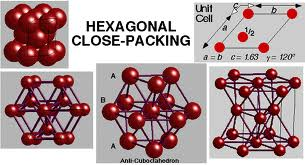 HEXAGONAL
CLOSE-PACKING
Unit
Cell
c
b
a
1/2
a = b   c = 1.63   γ = 120°
A
B
A
Anti-Cuboctahedron